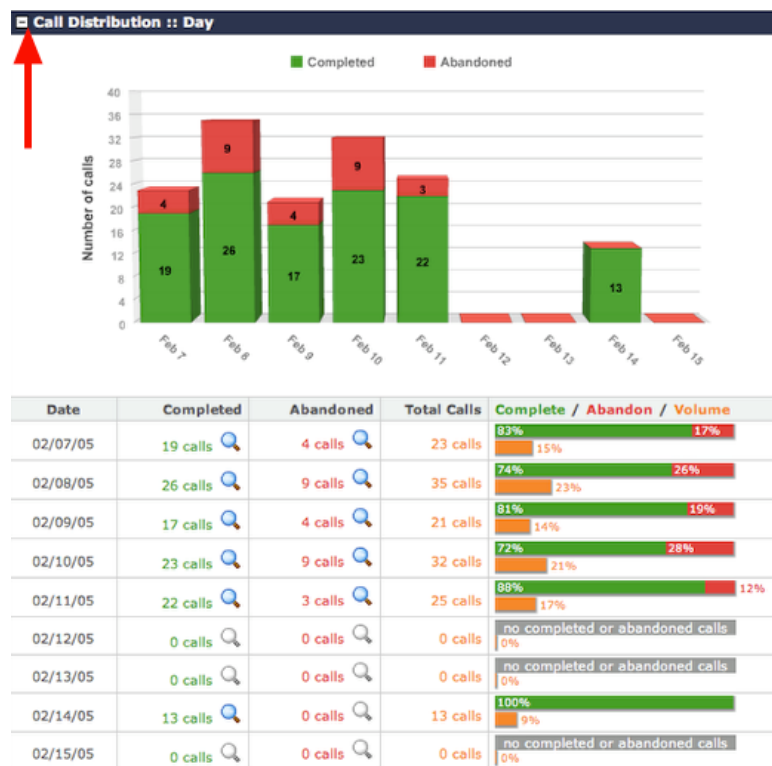 Call Distribution :: Day
Completed Abandoned
40
36
32
28
24
20
16
12
8
4
0
Number of calls
4 9 4 9 3
19 26 17 23 22 13
Feb 7 Feb 8 Feb 9 Feb 10 Feb 11 Feb 12 Feb 13 Feb 14 Feb 15
Date Completed Abandoned Total Calls Complete / Abandon / Volume
83% 17%
02/07/05 19 calls 4 calls 23 calls 15%
74% 26%
02/08/05 26 calls 9 calls 35 calls 23%
81% 19%
02/09/05 17 calls 4 calls 21 calls 14%
72% 28%
02/10/05 23 calls 9 calls 32 calls 21%
88% 12%
02/11/05 22 calls 3 calls 25 calls 17%
no completed or abandoned calls
02/12/05 0 calls 0 calls 0 calls 0%
no completed or abandoned calls
02/13/05 0 calls 0 calls 0 calls 0%
100%
02/14/05 13 calls 0 calls 13 calls 9%
no completed or abandoned calls
02/15/05 0 calls 0 calls 0 calls 0%